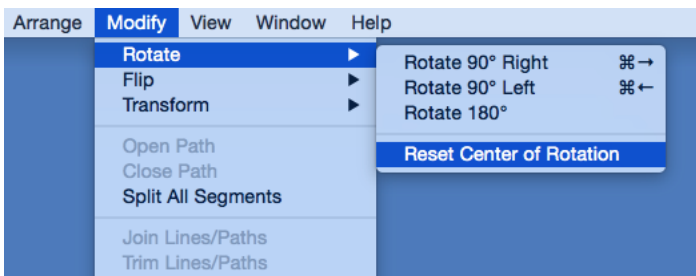 Arrange Modify View Window Help
Rotate ▶
Flip ▶
Transform ▶
Open Path
Close Path
Split All Segments
Join Lines/Paths
Trim Lines/Paths
Rotate 90° Right ⌘→
Rotate 90° Left ⌘←
Rotate 180°
Reset Center of Rotation